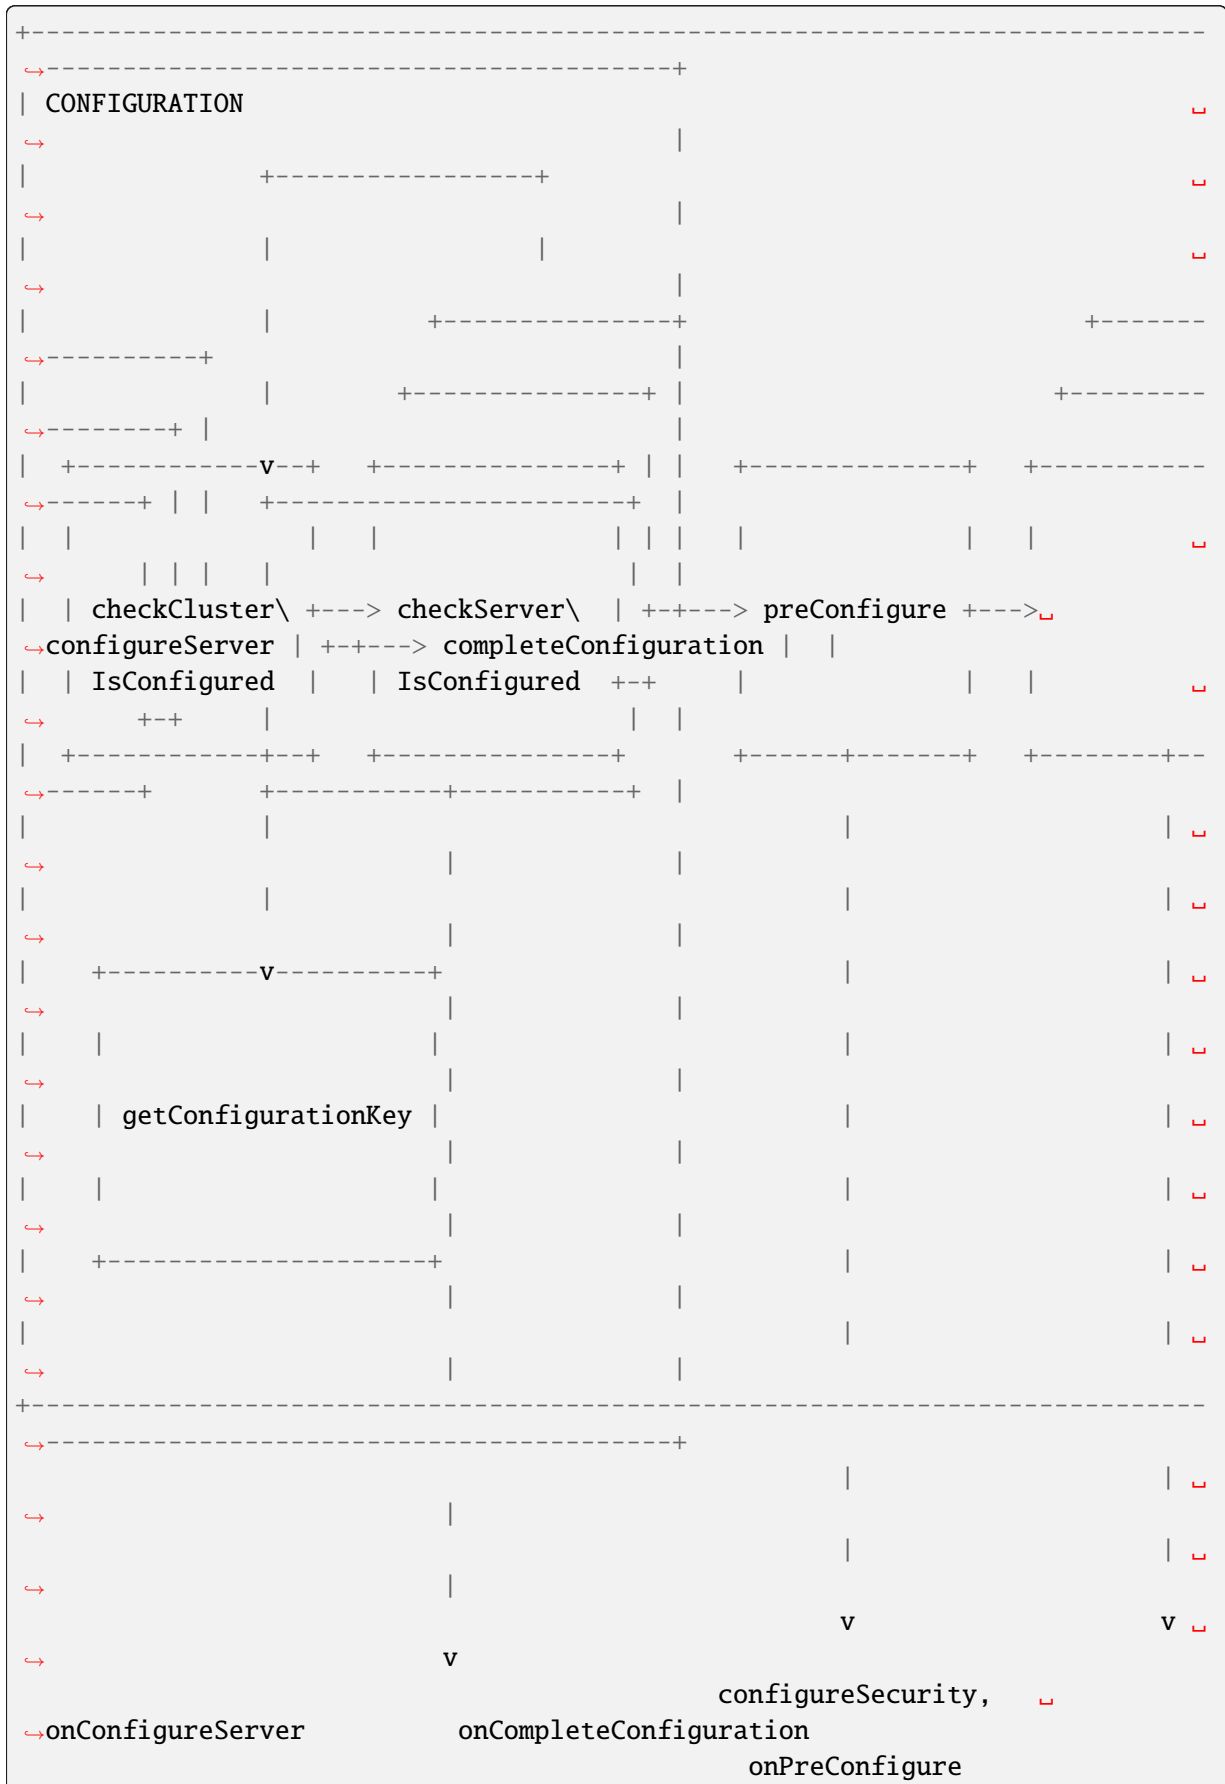 +-----------------------------------------------------------------------------
↪-----------------------------------------+
| CONFIGURATION ␣
↪ |
| +------------------+ ␣
↪ |
| | | ␣
↪ |
| | +----------------+ +-------
↪----------+ |
| | +----------------+ | +---------
↪--------+ | |
| +------------v--+ +----------------+ | | +---------------+ +-----------
↪------+ | | +-----------------------+ |
| | | | | | | | | | ␣
↪ | | | | | |
| | checkCluster\ +---> checkServer\ | +-+---> preConfigure +--->␣
↪configureServer | +-+---> completeConfiguration | |
| | IsConfigured | | IsConfigured +-+ | | | ␣
↪ +-+ | | |
| +------------+--+ +----------------+ +------+--------+ +---------+--
↪------+ +-----------+-----------+ |
| | | | ␣
↪ | |
| | | | ␣
↪ | |
| +----------v----------+ | | ␣
↪ | |
| | | | | ␣
↪ | |
| | getConfigurationKey | | | ␣
↪ | |
| | | | | ␣
↪ | |
| +---------------------+ | | ␣
↪ | |
| | | ␣
↪ | |
+-----------------------------------------------------------------------------
↪-----------------------------------------+
| | ␣
↪ |
| | ␣
↪ |
v v ␣
↪ v
configureSecurity, ␣
↪onConfigureServer onCompleteConfiguration
onPreConfigure